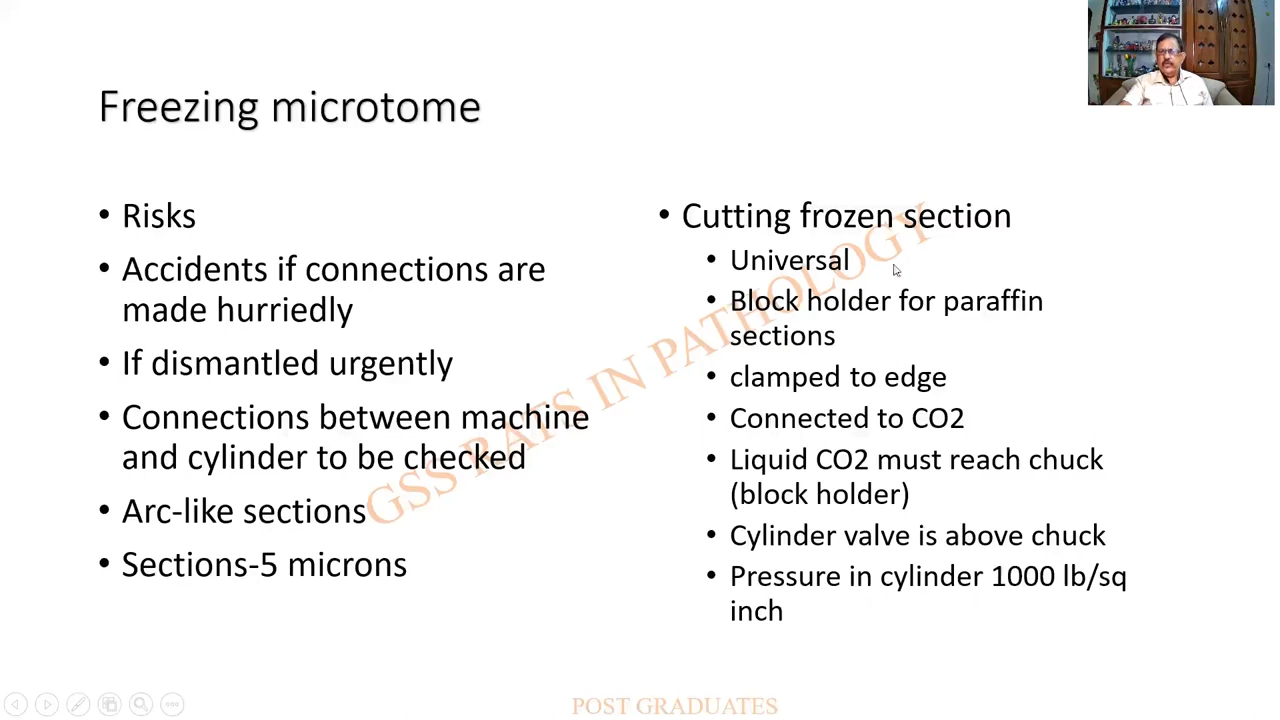 Freezing microtome
• Risks
• Accidents if connections are
made hurriedly
• If dismantled urgently
• Connections between machine
and cylinder to be checked
• Arc-like sections
• Sections-5 microns
• Cutting frozen section
• Universal
• Block holder for paraffin
sections
• clamped to edge
• Connected to CO2
• Liquid CO2 must reach chuck
(block holder)
• Cylinder valve is above chuck
• Pressure in cylinder 1000 lb/sq
inch
GSS RATS IN PATHOLOGY
POST GRADUATES